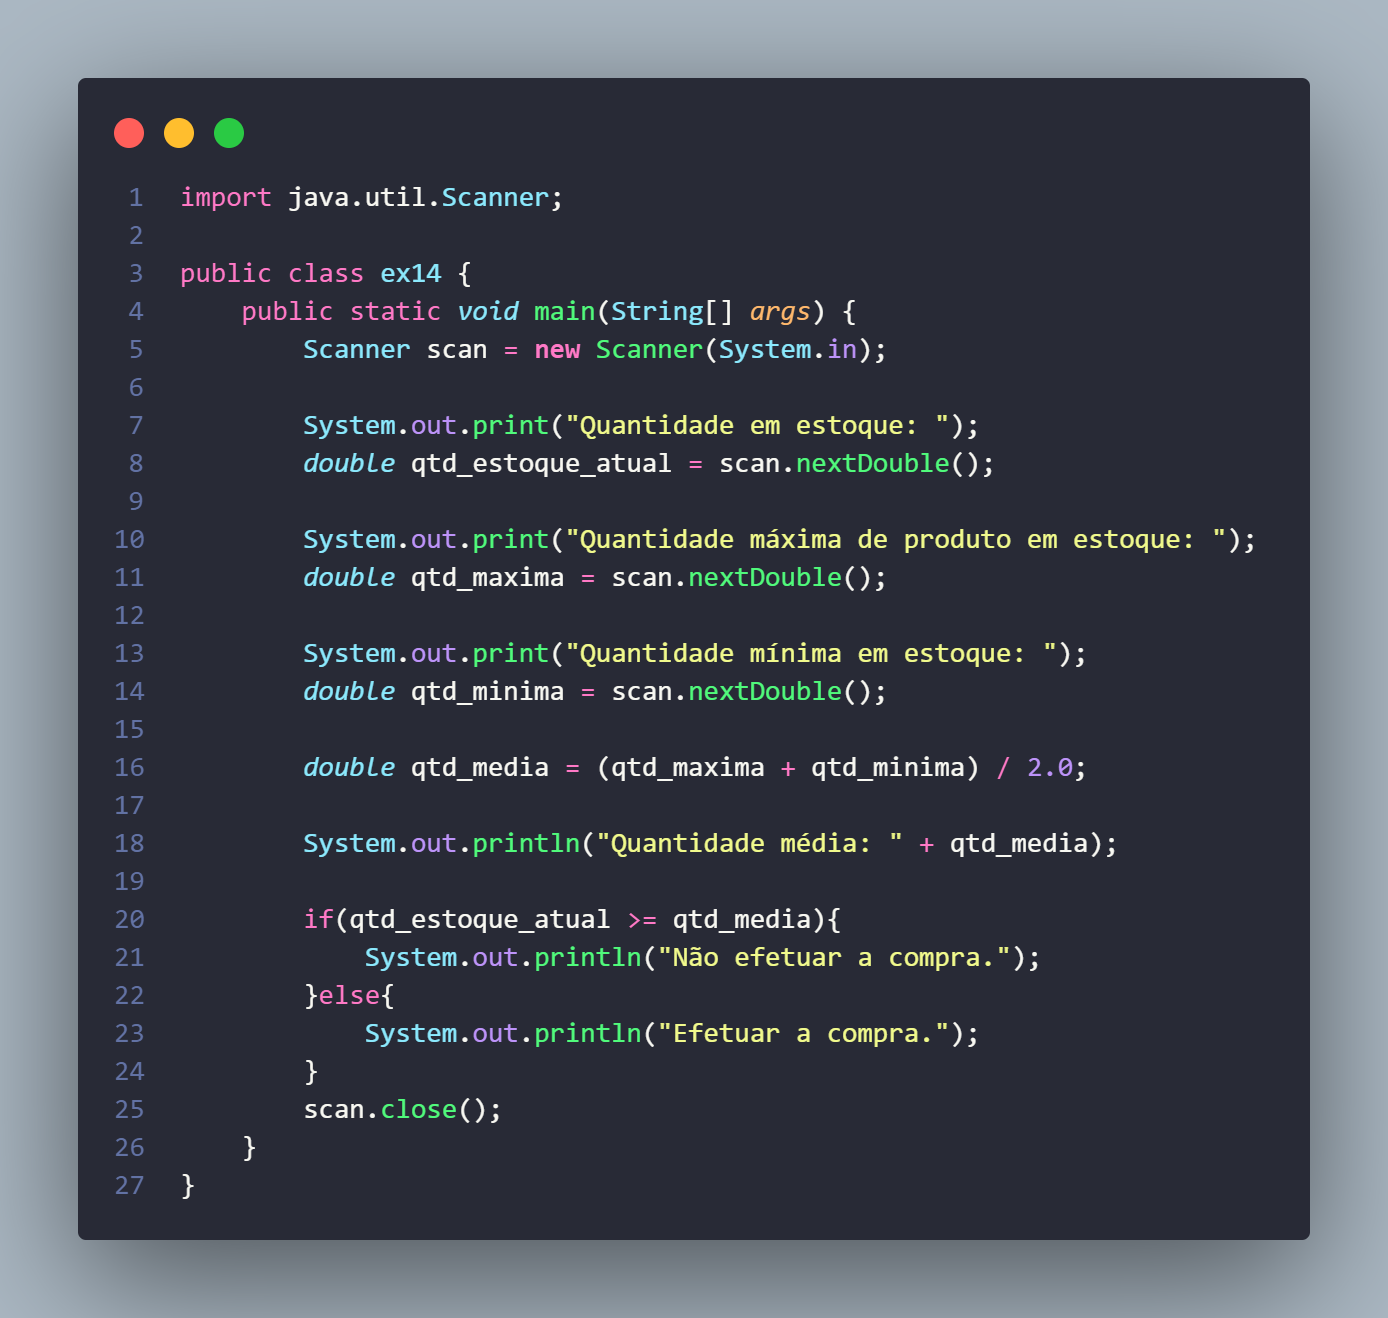 1 import java.util.Scanner;
2
3 public class ex14 {
4     public static void main(String[] args) {
5         Scanner scan = new Scanner(System.in);
6
7         System.out.print("Quantidade em estoque: ");
8         double qtd_estoque_atual = scan.nextDouble();
9
10         System.out.print("Quantidade máxima de produto em estoque: ");
11         double qtd_maxima = scan.nextDouble();
12
13         System.out.print("Quantidade mínima em estoque: ");
14         double qtd_minima = scan.nextDouble();
15
16         double qtd_media = (qtd_maxima + qtd_minima) / 2.0;
17
18         System.out.println("Quantidade média: " + qtd_media);
19
20         if(qtd_estoque_atual >= qtd_media){
21             System.out.println("Não efetuar a compra.");
22         }else{
23             System.out.println("Efetuar a compra.");
24         }
25         scan.close();
26     }
27 }